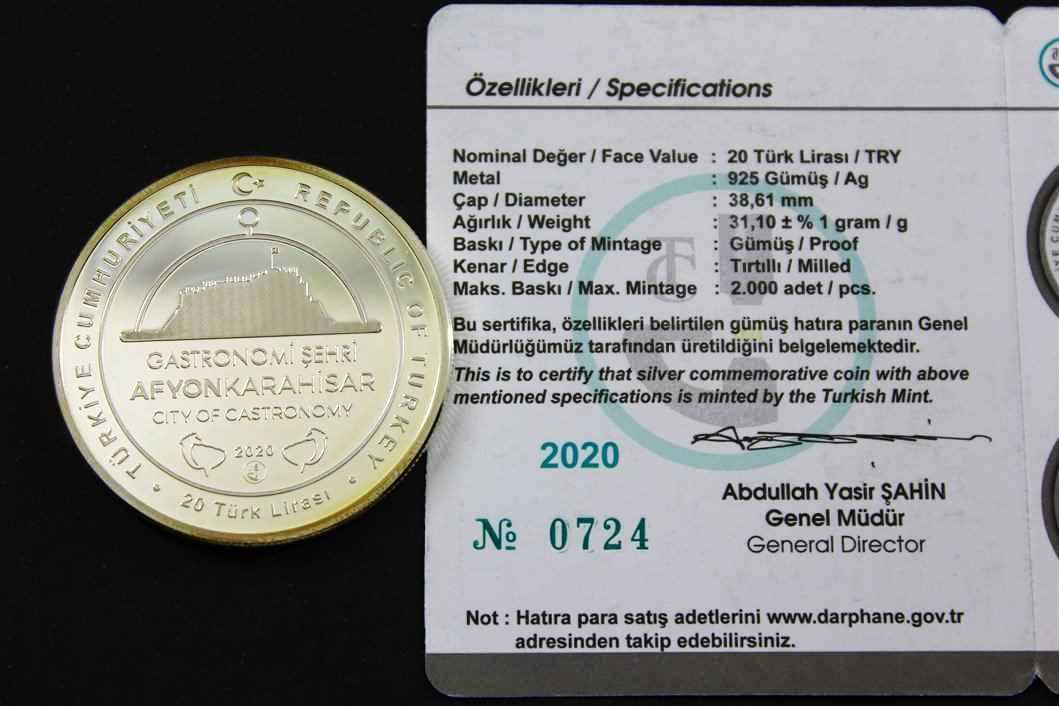 TÜRKİYE CUMHURİYETİ
REPUBLIC OF TURKEY
GASTRONOMİ ŞEHRİ
AFYONKARAHİSAR
CITY OF GASTRONOMY
2020
20 Türk Lirası
Özellikleri / Specifications
Nominal Değer / Face Value : 20 Türk Lirası / TRY
Metal : 925 Gümüş / Ag
Çap / Diameter : 38,61 mm
Ağırlık / Weight : 31,10 ± % 1 gram / g
Baskı / Type of Mintage : Gümüş / Proof
Kenar / Edge : Tırtıllı / Milled
Maks. Baskı / Max. Mintage : 2.000 adet / pcs.
Bu sertifika, özellikleri belirtilen gümüş hatıra paranın Genel
Müdürlüğümüz tarafından üretildiğini belgelemektedir.
This is to certify that silver commemorative coin with above
mentioned specifications is minted by the Turkish Mint.
2020
№ 0724
Abdullah Yasir ŞAHİN
Genel Müdür
General Director
Not : Hatıra para satış adetlerini www.darphane.gov.tr
adresinden takip edebilirsiniz.